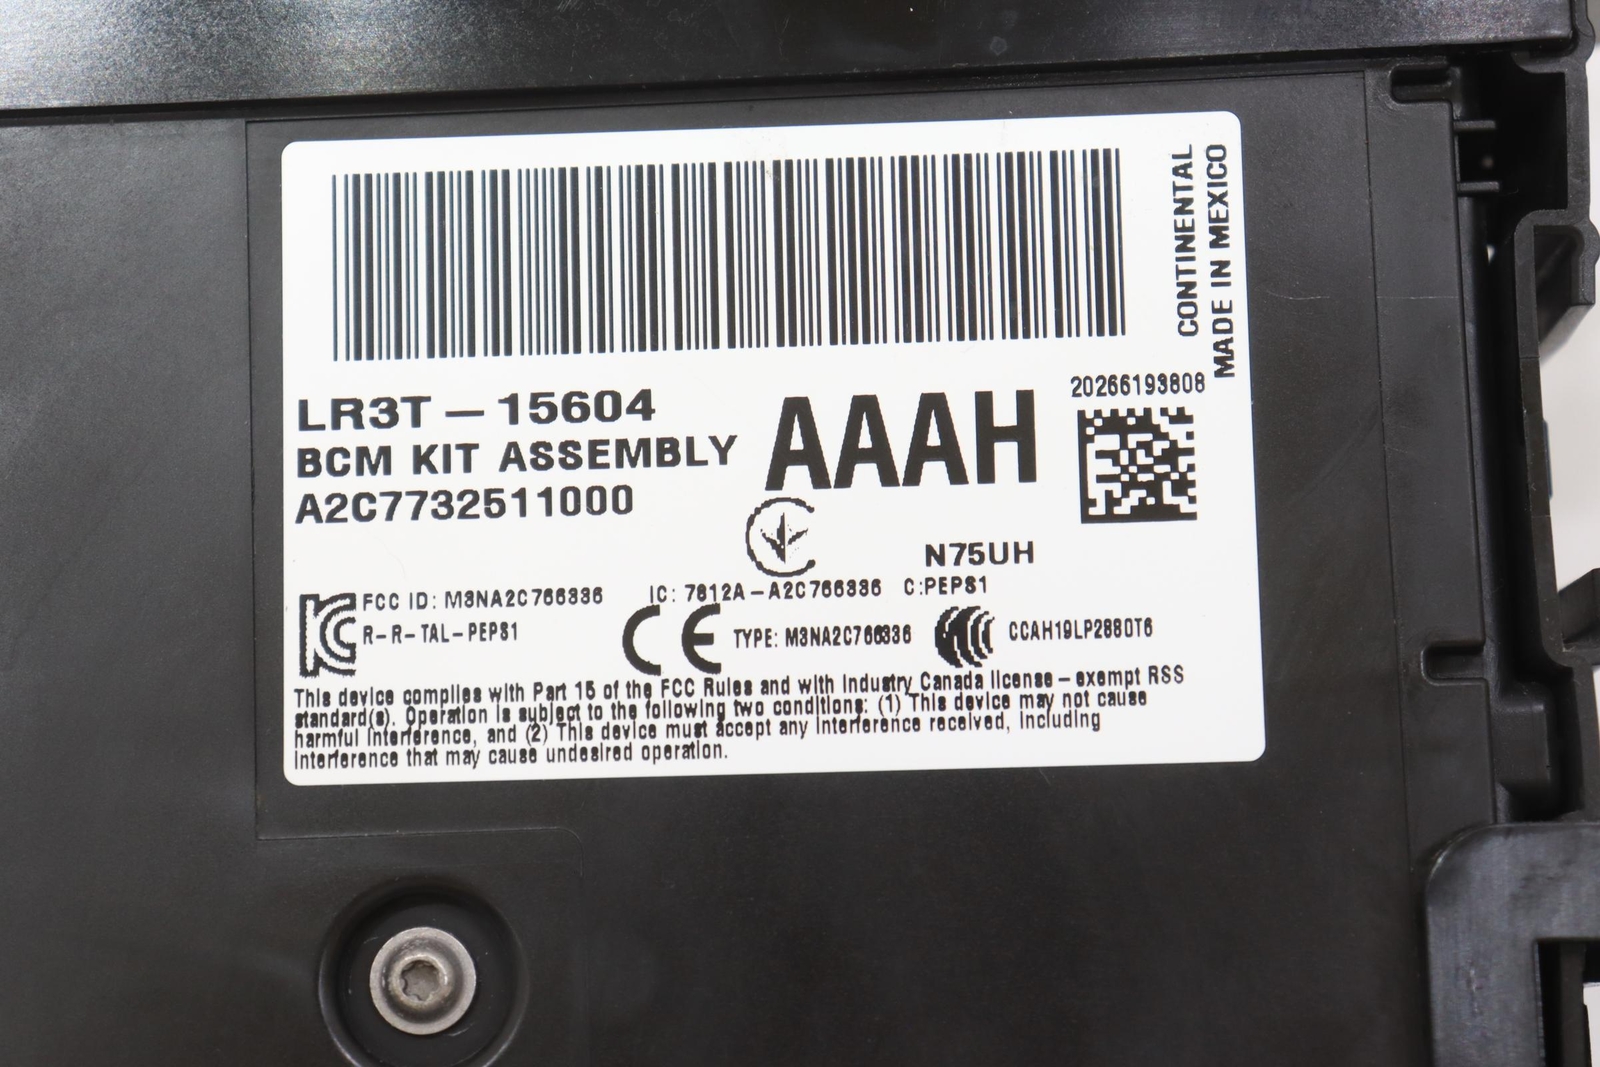 CONTINENTAL
MADE IN MEXICO
LR3T-15604
BCM KIT ASSEMBLY
A2C7732511000
AAAH
20266193808
N75UH
FCC ID: M3NA2C766336 IC: 7812A-A2C766336 C:PEPS1
R-R-TAL-PEPS1
CE TYPE: M3NA2C766336 CCAH19LP2880T6
This device complies with Part 15 of the FCC Rules and with Industry Canada license-exempt RSS
standard(s). Operation is subject to the following two conditions: (1) This device may not cause
harmful interference, and (2) This device must accept any interference received, including
interference that may cause undesired operation.